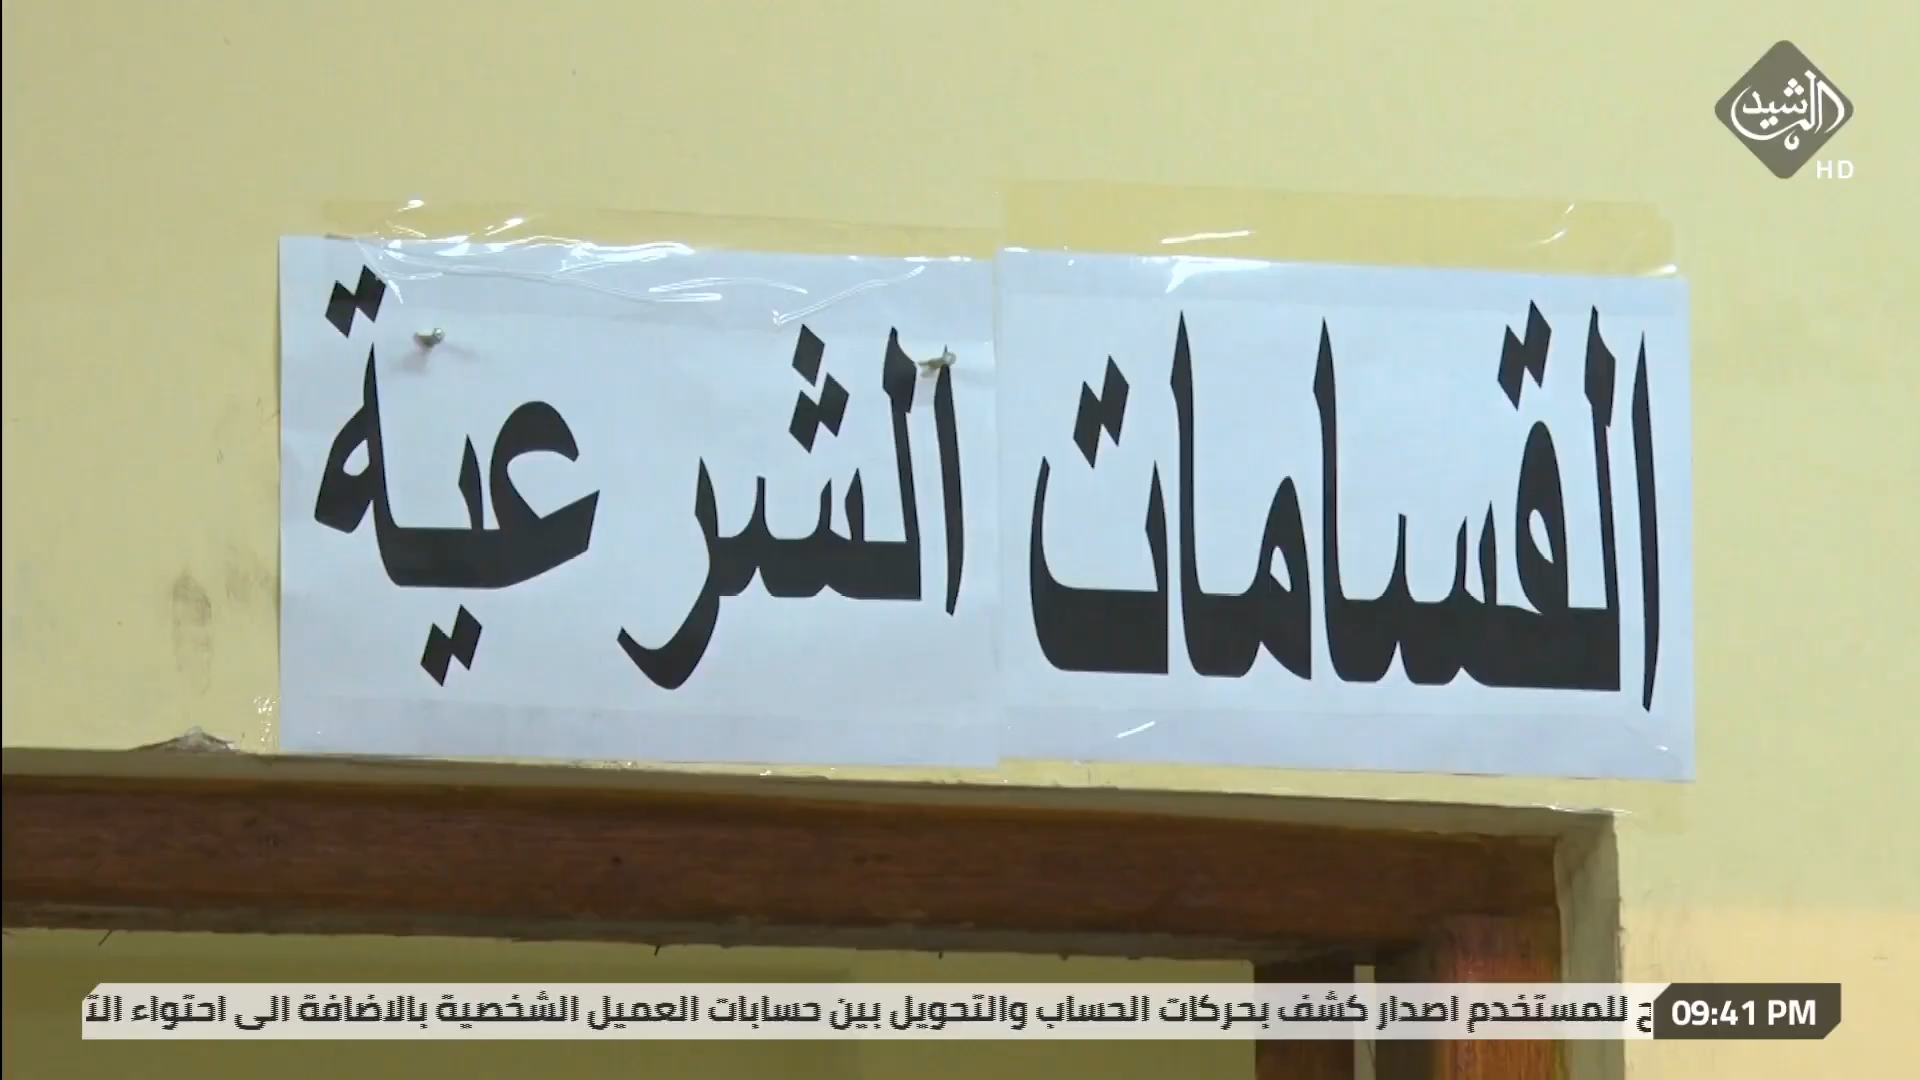 الرشيد
HD
القسامات الشرعية
للمستخدم اصدار كشف بحركات الحساب والتحويل بين حسابات العميل الشخصية بالاضافة الى احتواء
09:41 PM